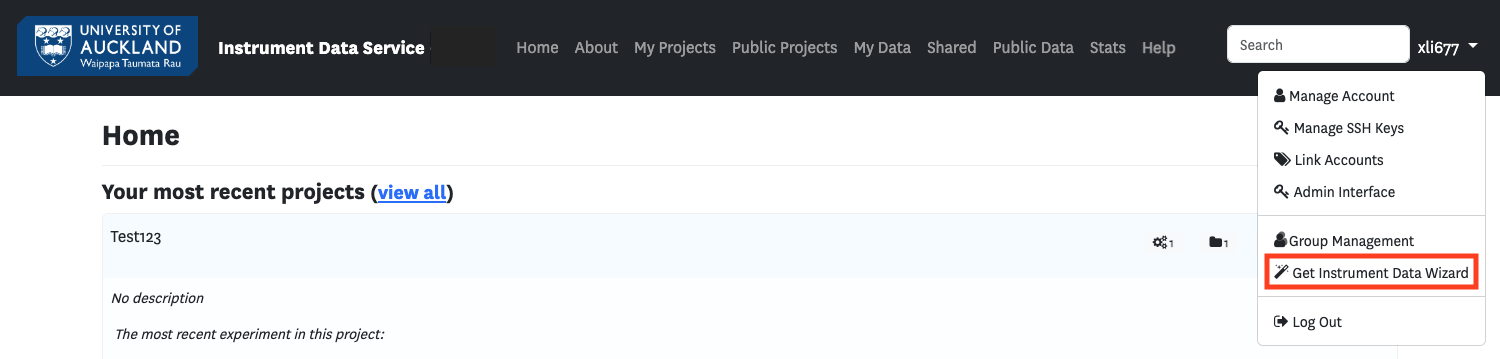 UNIVERSITY OF
AUCKLAND
Waipapa Taumata Rau
Instrument Data Service
Home About My Projects Public Projects My Data Shared Public Data Stats Help
Search
xli677
Manage Account
Manage SSH Keys
Link Accounts
Admin Interface
Group Management
Get Instrument Data Wizard
Log Out
Home
Your most recent projects (view all)
Test123
1
1
No description
The most recent experiment in this project: